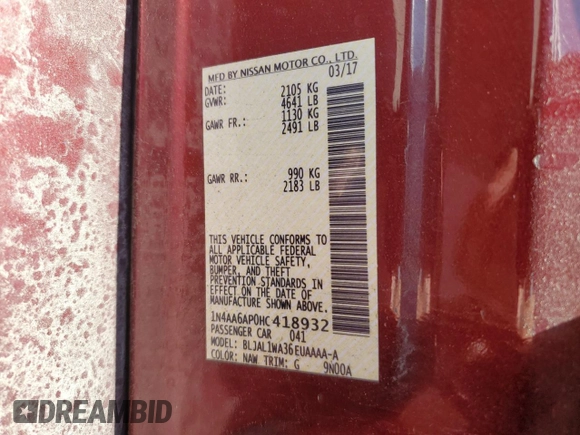 MFD BY NISSAN MOTOR CO., LTD.
03/17
DATE: 2105 KG
GVWR: 4641 LB
1130 KG
GAWR FR.: 2491 LB
990 KG
GAWR RR.: 2183 LB
THIS VEHICLE CONFORMS TO
ALL APPLICABLE FEDERAL
MOTOR VEHICLE SAFETY,
BUMPER, AND THEFT
PREVENTION STANDARDS IN
EFFECT ON THE DATE OF
MANUFACTURE SHOWN ABOVE.
1N4AA6AP0HC418932
PASSENGER CAR 041
MODEL: BLJAL1WA36EUAAAA-A
COLOR: NAW TRIM: G 9N00A
DREAMBID